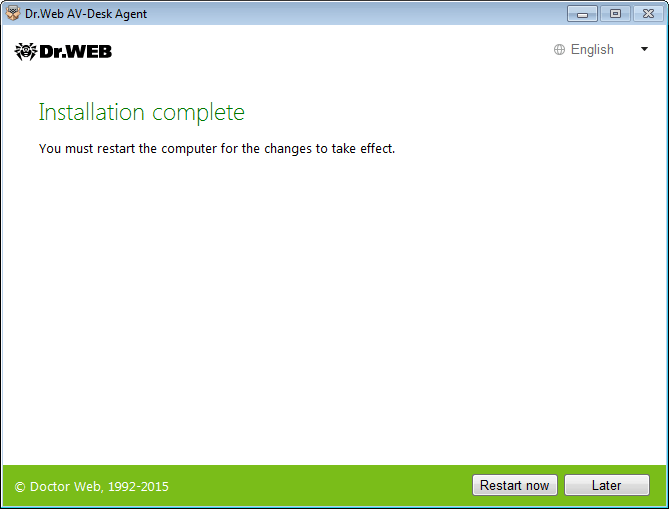 Dr.Web AV-Desk Agent
Dr.WEB
English
Installation complete
You must restart the computer for the changes to take effect.
© Doctor Web, 1992-2015
Restart now
Later